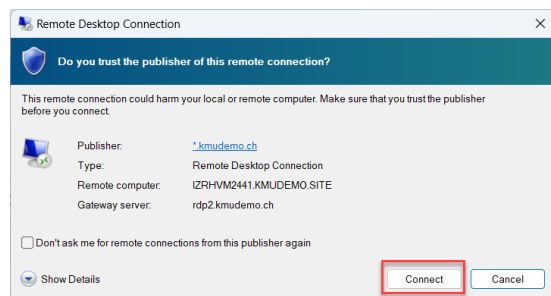 Remote Desktop Connection
Do you trust the publisher of this remote connection?
This remote connection could harm your local or remote computer. Make sure that you trust the publisher
before you connect.
Publisher: *.kmudemo.ch
Type: Remote Desktop Connection
Remote computer: IZRHVM2441.KMUDEMO.SITE
Gateway server: rdp2.kmudemo.ch
Don't ask me for remote connections from this publisher again
Show Details Connect Cancel